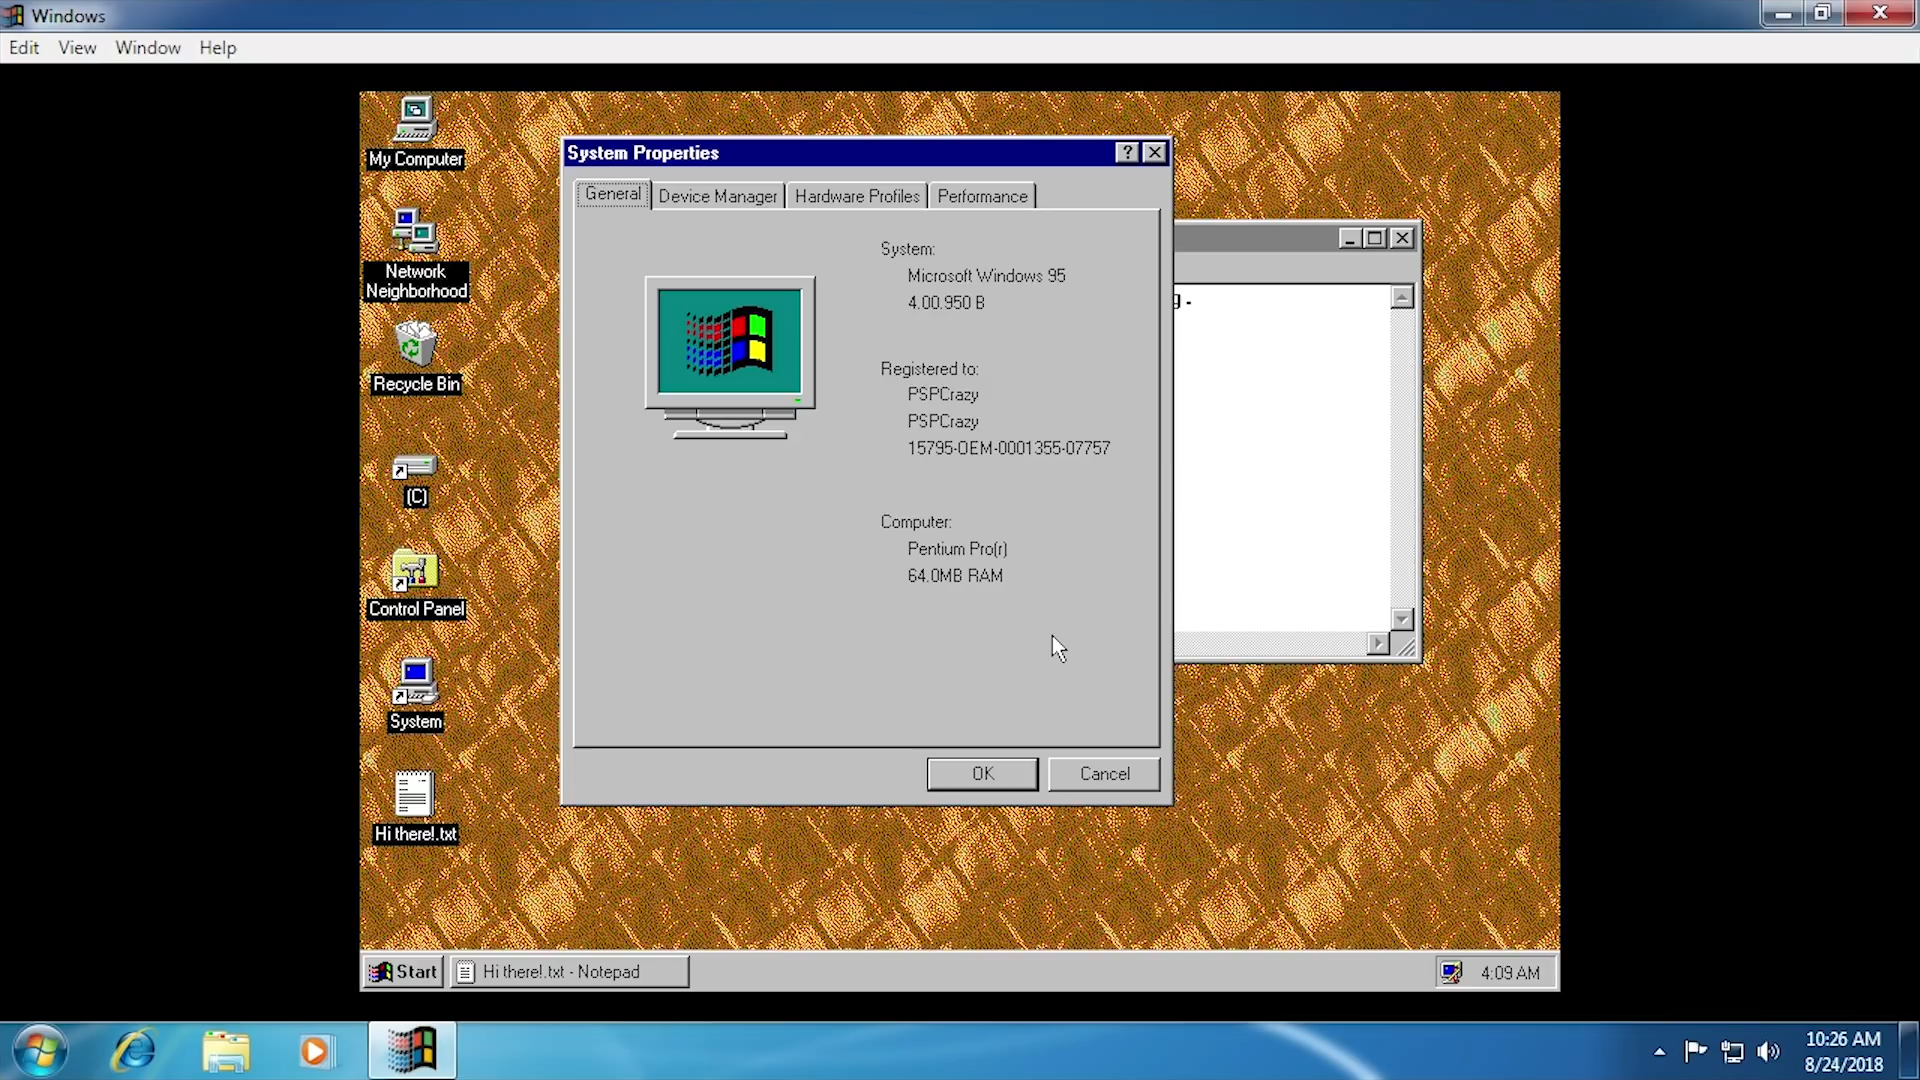 Windows
Edit View Window Help
My Computer
Network
Neighborhood
Recycle Bin
(C)
Control Panel
System
Hi there!.txt
System Properties
General Device Manager Hardware Profiles Performance
System:
Microsoft Windows 95
4.00.950 B
Registered to:
PSPCrazy
PSPCrazy
15795-OEM-0001355-07757
Computer:
Pentium Pro(r)
64.0MB RAM
OK Cancel
g.
Start Hi there!.txt - Notepad 4:09 AM
10:26 AM
8/24/2018